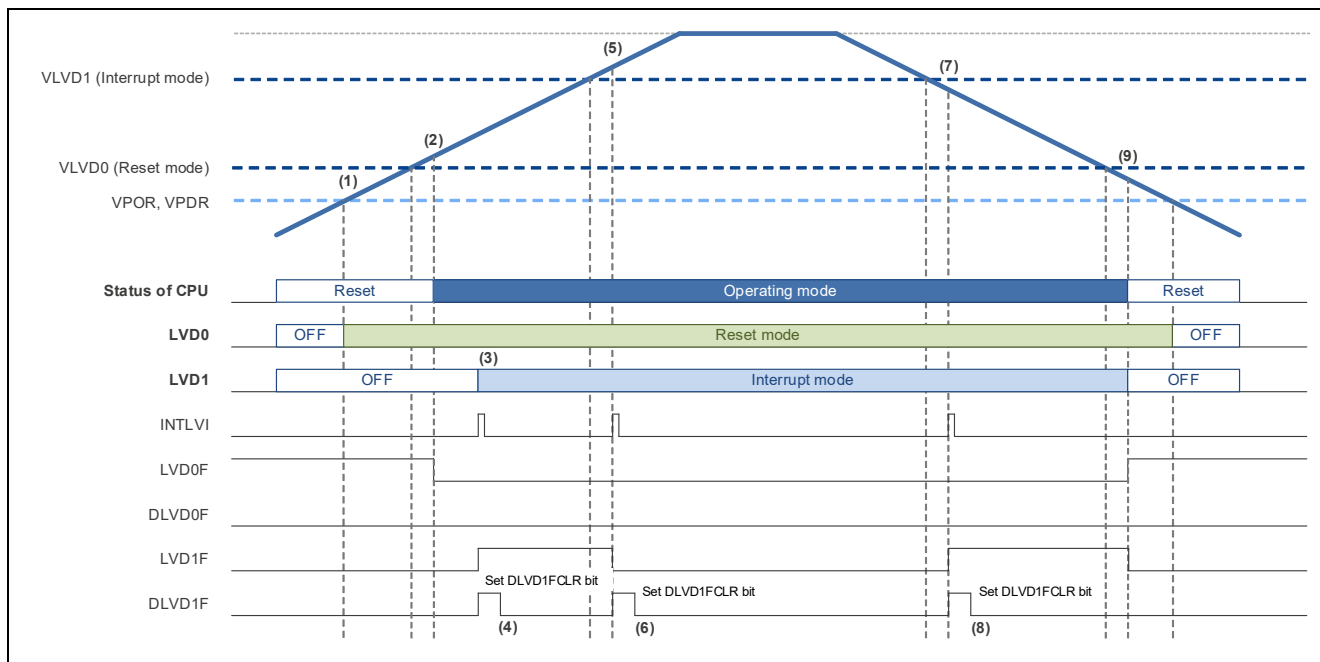 (5)
VLVD1 (Interrupt mode)
(7)
(2)
VLVD0 (Reset mode)
(9)
(1)
VPOR, VPDR
Status of CPU
Reset
Operating mode
Reset
LVD0
OFF
Reset mode
OFF
(3)
LVD1
OFF
Interrupt mode
OFF
INTLVI
LVD0F
DLVD0F
LVD1F
Set DLVD1FCLR bit
Set DLVD1FCLR bit
Set DLVD1FCLR bit
DLVD1F
(4)
(6)
(8)